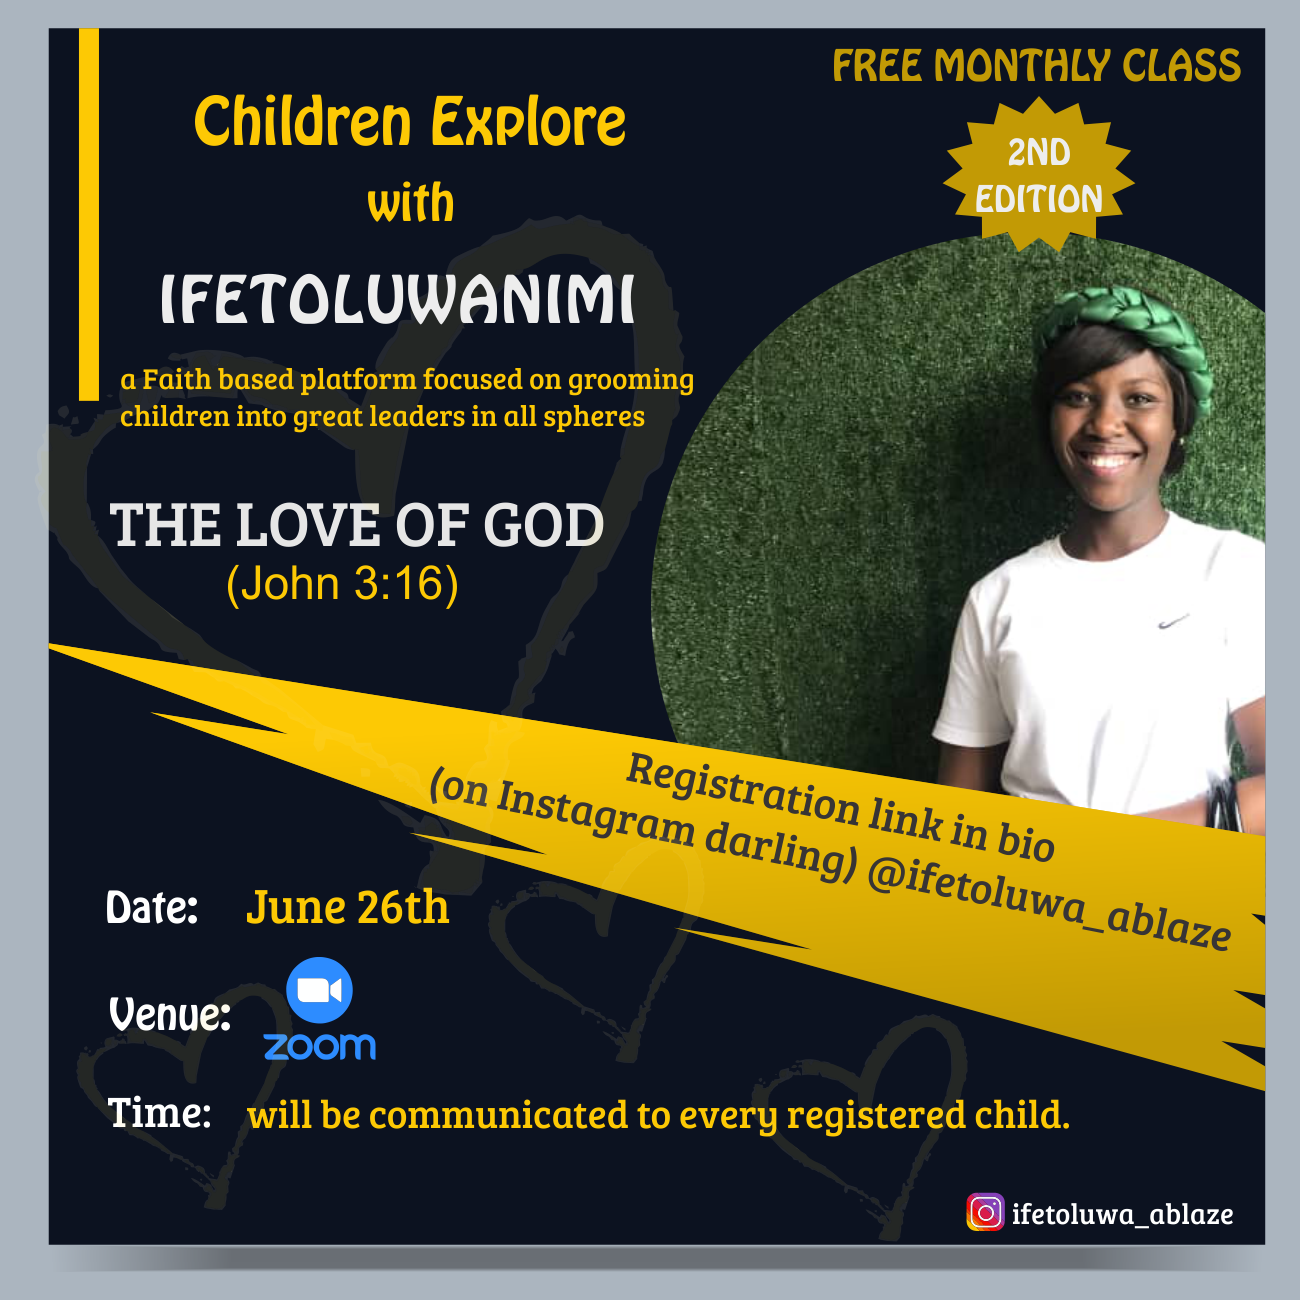 FREE MONTHLY CLASS
2ND
EDITION
Children Explore
with
IFETOLUWANIMI
a Faith based platform focused on grooming
children into great leaders in all spheres
THE LOVE OF GOD
(John 3:16)
Registration link in bio
(on Instagram darling) @ifetoluwa_ablaze
Date: June 26th
Venue: zoom
Time: will be communicated to every registered child.
ifetoluwa_ablaze